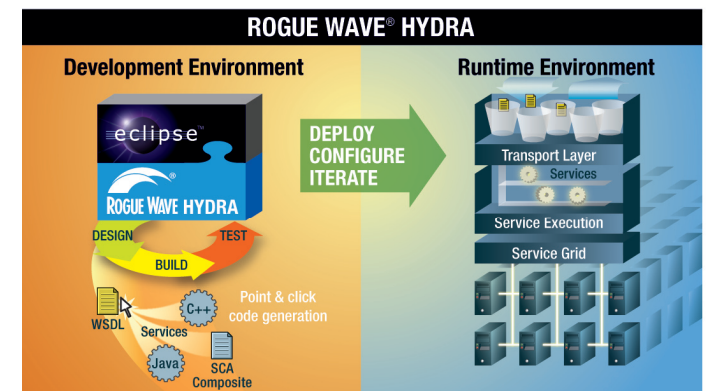 ROGUE WAVE® HYDRA
Development Environment
eclipse™
ROGUE WAVE HYDRA
®
DESIGN
TEST
BUILD
WSDL
Services
C++
Java
SCA
Composite
Point & click
code generation
DEPLOY
CONFIGURE
ITERATE
Runtime Environment
Transport Layer
Services
Service Execution
Service Grid